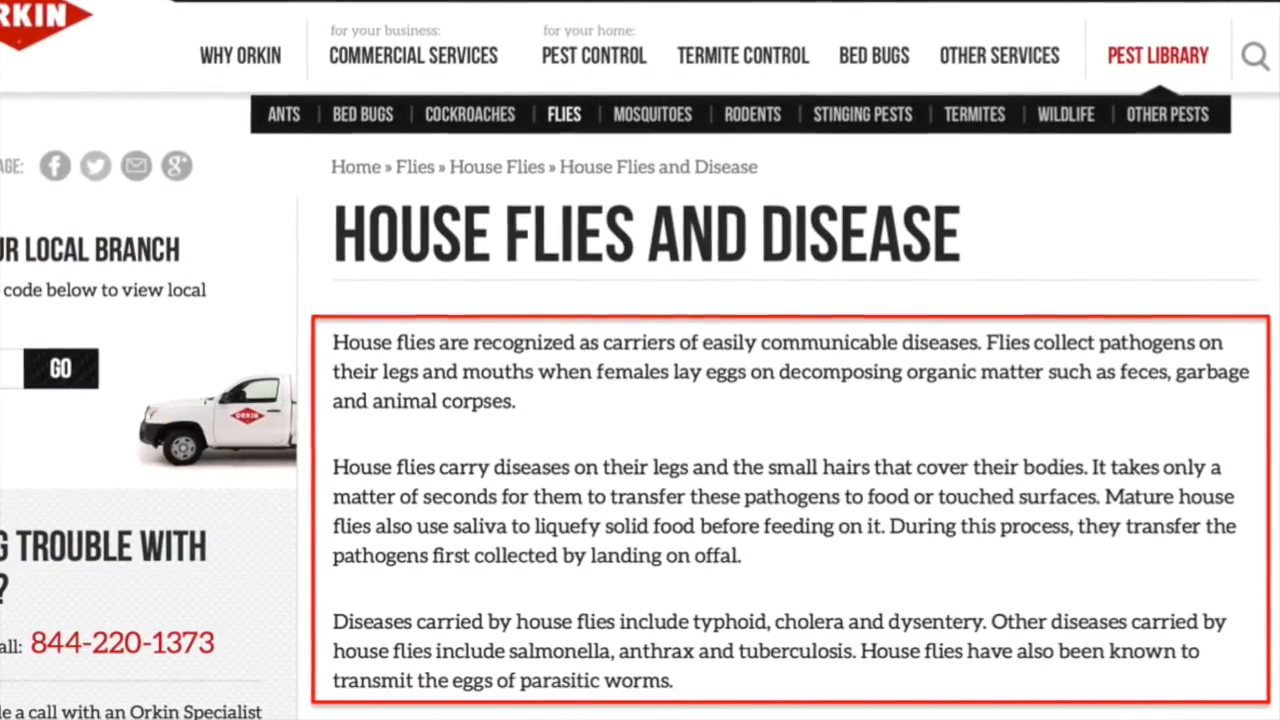 RKIN
for your business:
for your home:
WHY ORKIN
COMMERCIAL SERVICES
PEST CONTROL
TERMITE CONTROL
BED BUGS
OTHER SERVICES
PEST LIBRARY
ANTS
BED BUGS
COCKROACHES
FLIES
MOSQUITOES
RODENTS
STINGING PESTS
TERMITES
WILDLIFE
OTHER PESTS
AGE:
Home » Flies » House Flies » House Flies and Disease
HOUSE FLIES AND DISEASE
UR LOCAL BRANCH
code below to view local
GO
ORKIN
G TROUBLE WITH
?
all: 844-220-1373
le a call with an Orkin Specialist
House flies are recognized as carriers of easily communicable diseases. Flies collect pathogens on
their legs and mouths when females lay eggs on decomposing organic matter such as feces, garbage
and animal corpses.
House flies carry diseases on their legs and the small hairs that cover their bodies. It takes only a
matter of seconds for them to transfer these pathogens to food or touched surfaces. Mature house
flies also use saliva to liquefy solid food before feeding on it. During this process, they transfer the
pathogens first collected by landing on offal.
Diseases carried by house flies include typhoid, cholera and dysentery. Other diseases carried by
house flies include salmonella, anthrax and tuberculosis. House flies have also been known to
transmit the eggs of parasitic worms.